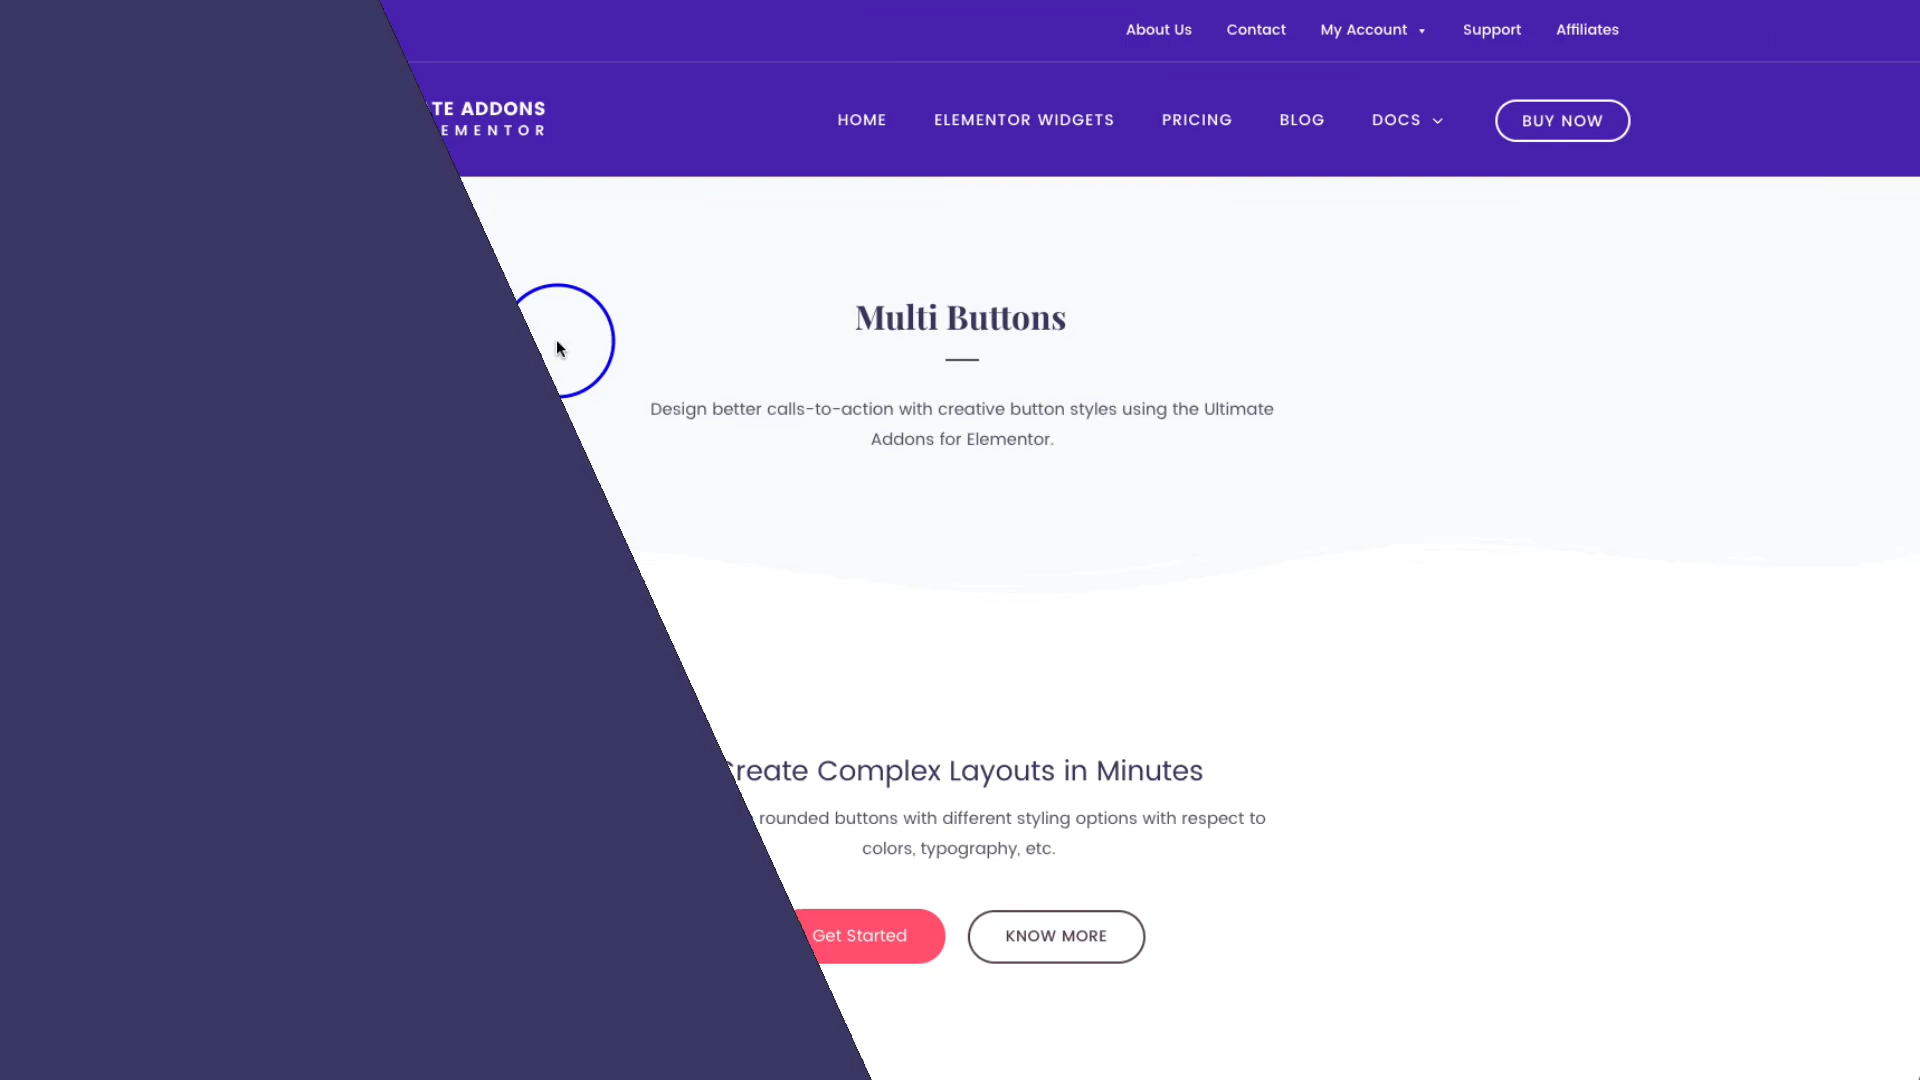 About Us Contact My Account Support Affiliates
TE ADDONS
EMENTOR
HOME ELEMENTOR WIDGETS PRICING BLOG DOCS BUY NOW
Multi Buttons
Design better calls-to-action with creative button styles using the Ultimate
Addons for Elementor.
reate Complex Layouts in Minutes
rounded buttons with different styling options with respect to
colors, typography, etc.
Get Started KNOW MORE